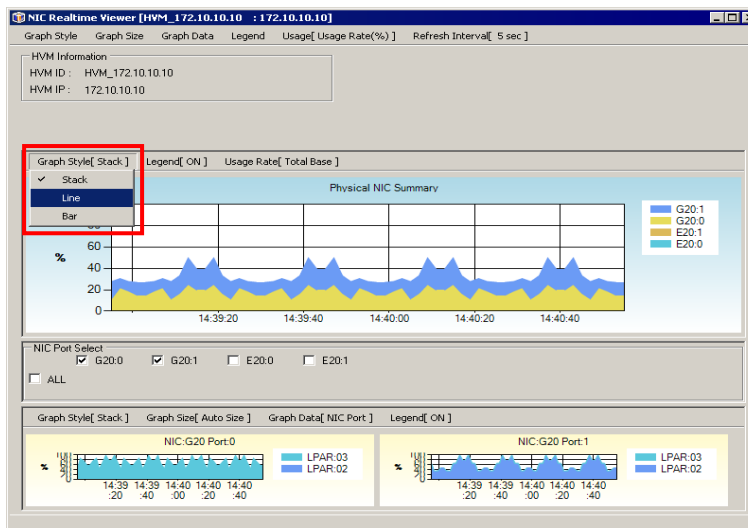 NIC Realtime Viewer [HVM_172.10.10.10 : 172.10.10.10]
Graph Style Graph Size Graph Data Legend Usage[ Usage Rate(%) ] Refresh Interval[ 5 sec ]
HVM Information
HVM ID : HVM_172.10.10.10
HVM IP : 172.10.10.10
Graph Style[ Stack ] Legend[ ON ] Usage Rate[ Total Base ]
Stack
Line
Bar
Physical NIC Summary
60
40
20
0
%
14:39:20 14:39:40 14:40:00 14:40:20 14:40:40
G20:1
G20:0
E20:1
E20:0
NIC Port Select
G20:0 G20:1 E20:0 E20:1
ALL
Graph Style[ Stack ] Graph Size[ Auto Size ] Graph Data[ NIC Port ] Legend[ ON ]
NIC:G20 Port:0
%
14:39 14:39 14:40 14:40 14:40
:20 :40 :00 :20 :40
LPAR:03
LPAR:02
NIC:G20 Port:1
%
14:39 14:39 14:40 14:40 14:40
:20 :40 :00 :20 :40
LPAR:03
LPAR:02